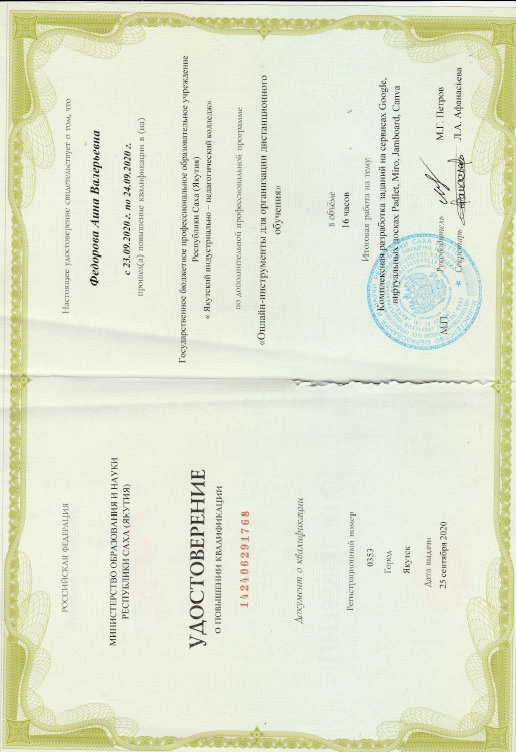 РОССИЙСКАЯ ФЕДЕРАЦИЯ
МИНИСТЕРСТВО ОБРАЗОВАНИЯ И НАУКИ
РЕСПУБЛИКИ САХА (ЯКУТИЯ)
УДОСТОВЕРЕНИЕ
О ПОВЫШЕНИИ КВАЛИФИКАЦИИ
142406291768
Документ о квалификации
Регистрационный номер
0353
Город
Якутск
Дата выдачи
25 сентября 2020
Настоящее удостоверение свидетельствует о том, что
Федорова Анна Валерьевна
с 23.09.2020 г. по 24.09.2020 г.
прошел(а) повышение квалификации в (на)
Государственное бюджетное профессиональное образовательное учреждение
Республики Саха (Якутия)
« Якутский индустриально – педагогический колледж»
по дополнительной профессиональной программе
«Онлайн-инструменты для организации дистанционного
обучения»
в объёме
16 часов
Итоговая работа на тему:
Комплексная разработка заданий на сервисах Google,
виртуальных досках Padlet, Miro, Jamboard, Canva
М.П.
Руководитель М.Г. Петров
Секретарь Л.А. Афанасьева